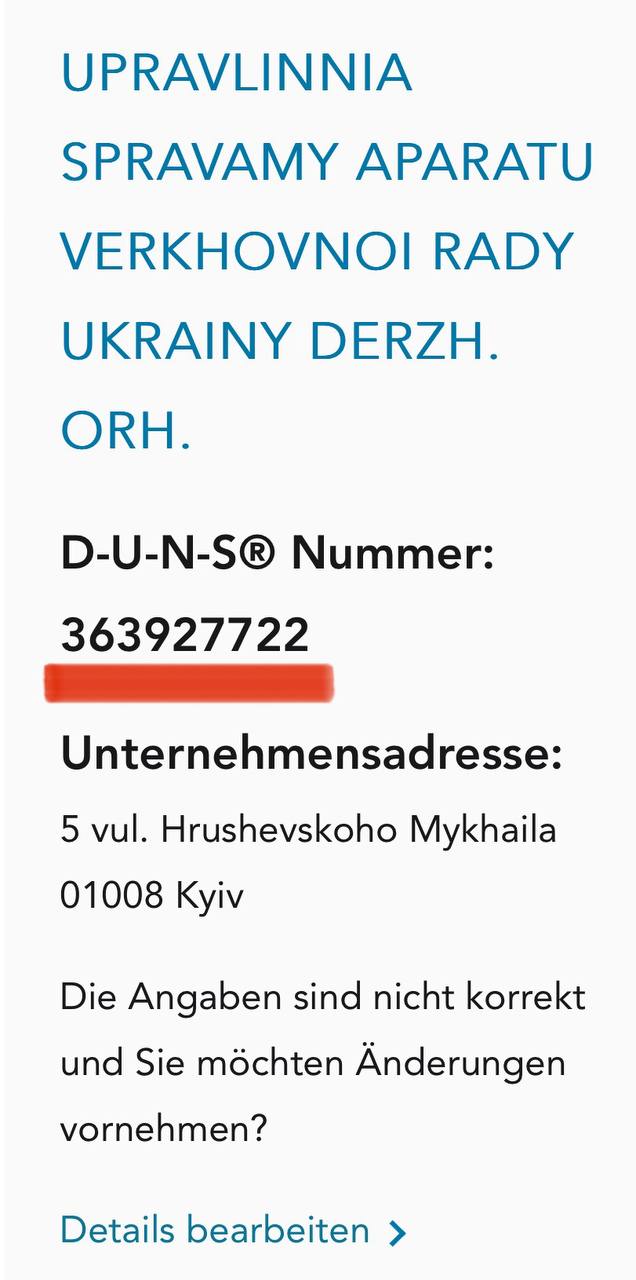 UPRAVLINNIA
SPRAVAMY APARATU
VERKHOVNOI RADY
UKRAINY DERZH.
ORH.
D-U-N-S® Nummer:
363927722
Unternehmensadresse:
5 vul. Hrushevskoho Mykhaila
01008 Kyiv
Die Angaben sind nicht korrekt
und Sie möchten Änderungen
vornehmen?
Details bearbeiten